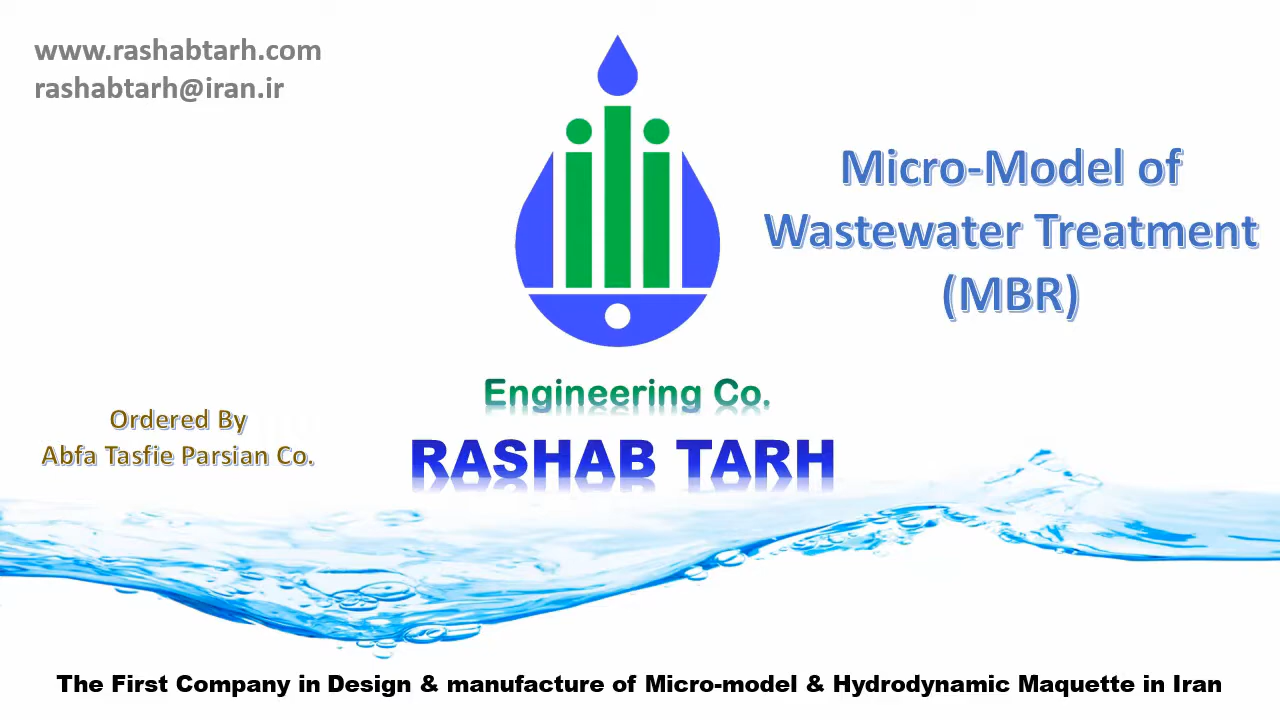 www.rashabtarh.com
rashabtarh@iran.ir
Micro-Model of
Wastewater Treatment
(MBR)
Engineering Co.
RASHAB TARH
Ordered By
Abfa Tasfie Parsian Co.
The First Company in Design & manufacture of Micro-model & Hydrodynamic Maquette in Iran